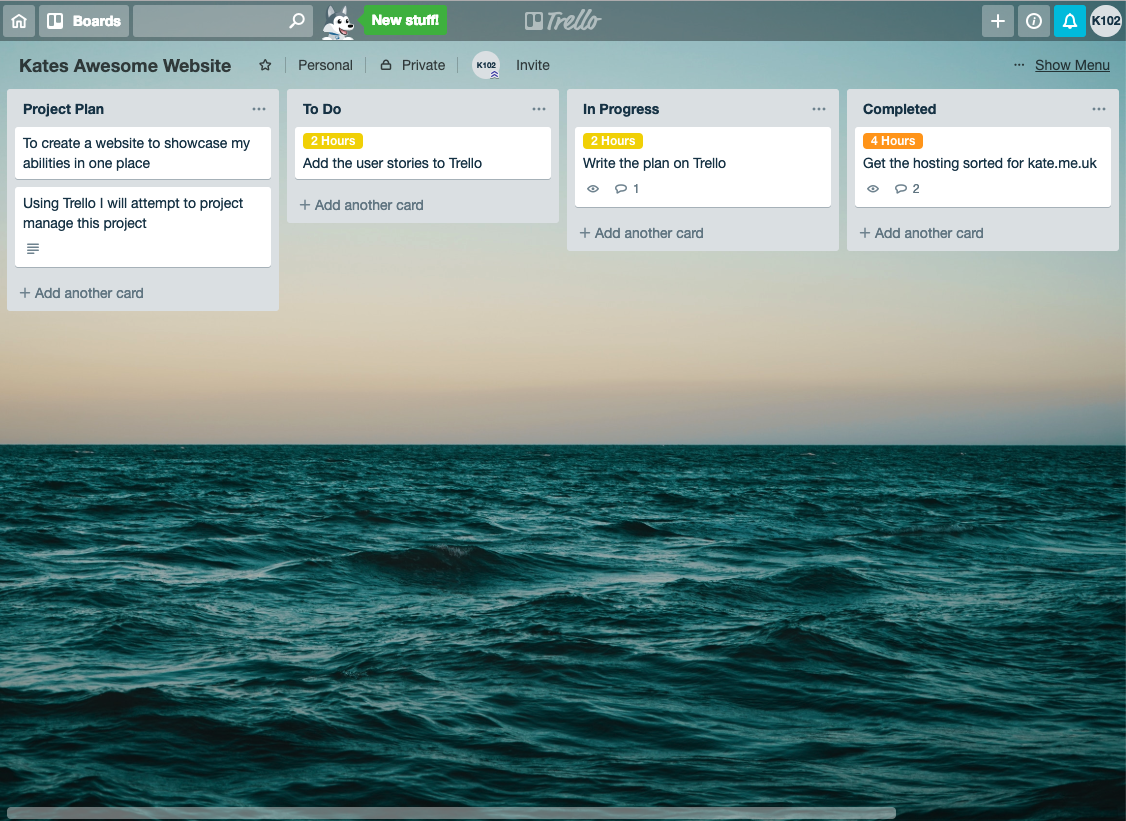 Boards
New stuff!
Trello
K102
Kates Awesome Website
Personal
Private
K102
Invite
... Show Menu
Project Plan ...
To create a website to showcase my
abilities in one place
Using Trello I will attempt to project
manage this project
+ Add another card
To Do ...
2 Hours
Add the user stories to Trello
+ Add another card
In Progress ...
2 Hours
Write the plan on Trello
1
+ Add another card
Completed ...
4 Hours
Get the hosting sorted for kate.me.uk
2
+ Add another card